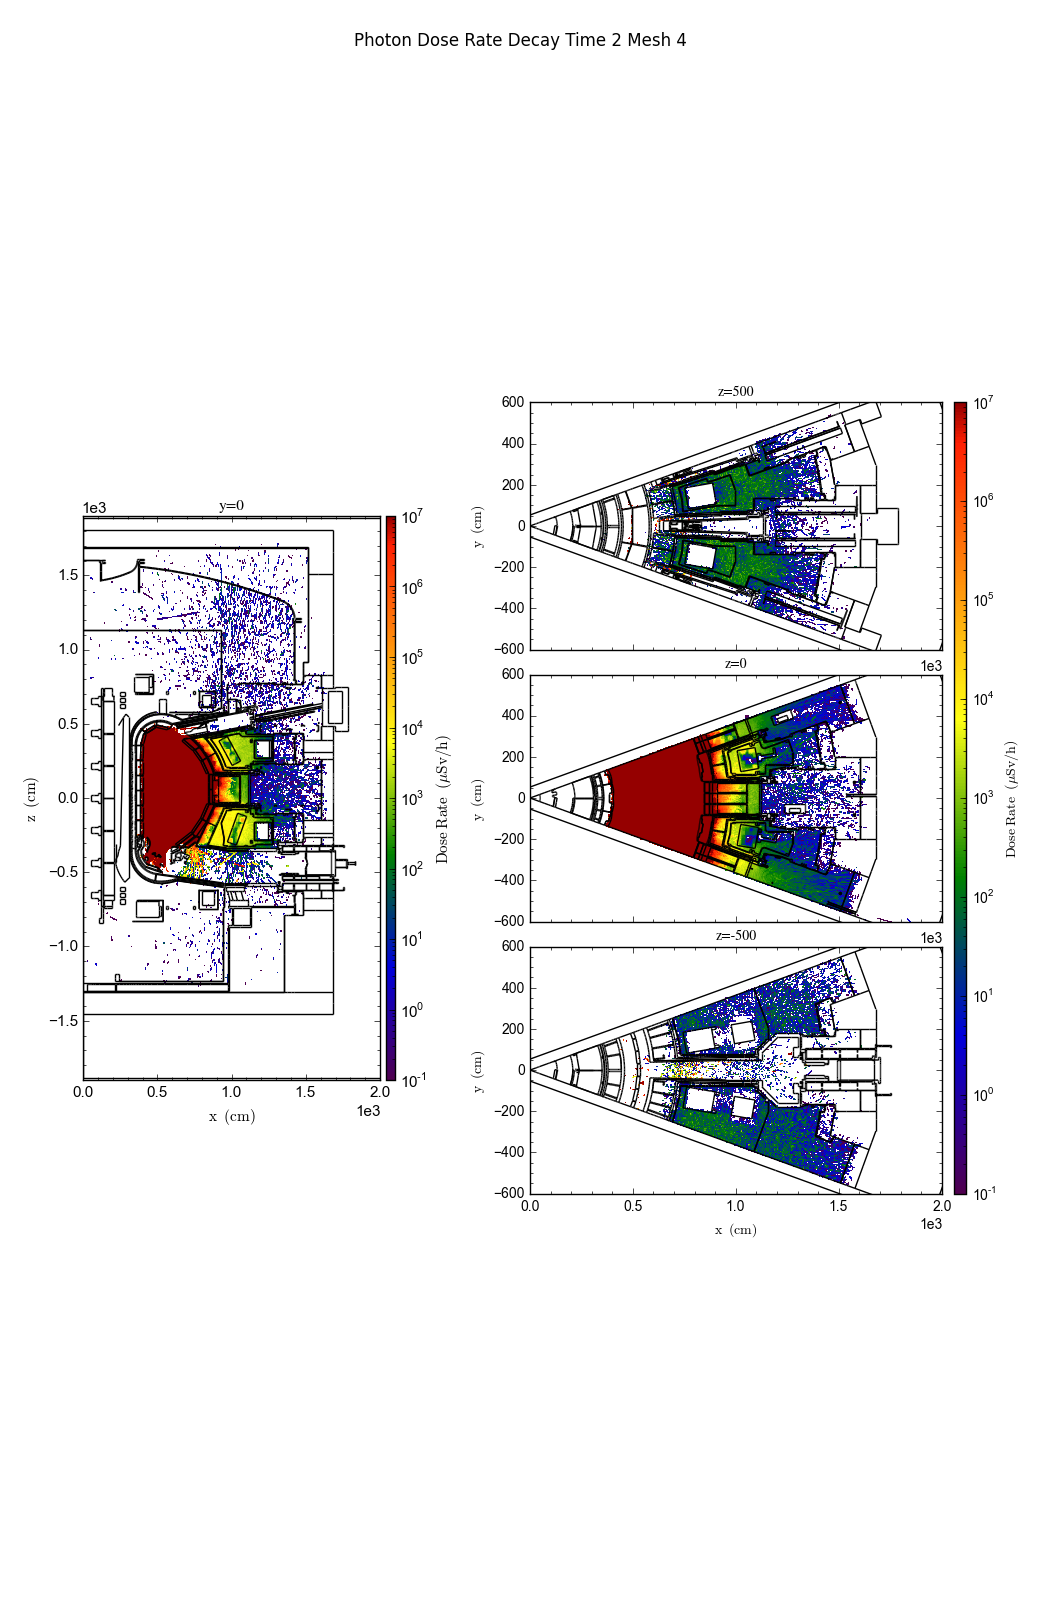 Photon Dose Rate Decay Time 2 Mesh 4
1e3
y=0
z (cm)
1.5
1.0
0.5
0.0
−0.5
−1.0
−1.5
0.0 0.5 1.0 1.5 2.0
1e3
x (cm)
10^7
10^6
10^5
10^4
10^3
10^2
10^1
10^0
10^-1
Dose Rate (μSv/h)
z=500
y (cm)
600
400
200
0
−200
−400
−600
1e3
z=0
y (cm)
600
400
200
0
−200
−400
−600
1e3
z=-500
y (cm)
600
400
200
0
−200
−400
−600
0.0 0.5 1.0 1.5 2.0
1e3
x (cm)
10^7
10^6
10^5
10^4
10^3
10^2
10^1
10^0
10^-1
Dose Rate (μSv/h)